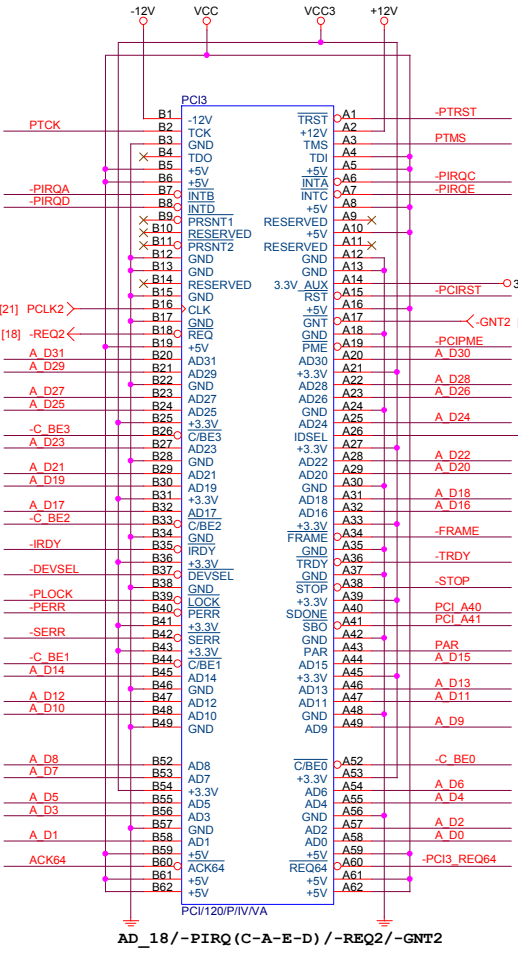 -12V VCC VCC3 +12V
PCI3
B1 -12V TRST A1 -PTRST
PTCK B2 TCK +12V A2
B3 GND TMS A3 PTMS
B4 TDO TDI A4
B5 +5V +5V A5
B6 +5V INTA A6 -PIRQC
-PIRQA B7 INTB INTC A7 -PIRQE
-PIRQD B8 INTD +5V A8
B9 PRSNT1 RESERVED A9
B10 RESERVED +5V A10
B11 PRSNT2 RESERVED A11
B12 GND GND A12
B13 GND GND A13
B14 RESERVED 3.3V_AUX A14 3
B15 GND RST A15 -PCIRST
[21] PCLK2 B16 CLK +5V A16
B17 GND GNT A17 -GNT2
[18] -REQ2 B18 REQ GND A18
B19 +5V PME A19 -PCIPME
A_D31 B20 AD31 AD30 A20 A_D30
A_D29 B21 AD29 +3.3V A21
B22 GND AD28 A22 A_D28
A_D27 B23 AD27 AD26 A23 A_D26
A_D25 B24 AD25 GND A24
B25 +3.3V AD24 A25 A_D24
-C_BE3 B26 C/BE3 IDSEL A26
A_D23 B27 AD23 +3.3V A27
B28 GND AD22 A28 A_D22
A_D21 B29 AD21 AD20 A29 A_D20
A_D19 B30 AD19 GND A30
B31 +3.3V AD18 A31 A_D18
A_D17 B32 AD17 AD16 A32 A_D16
-C_BE2 B33 C/BE2 +3.3V A33
B34 GND FRAME A34 -FRAME
-IRDY B35 IRDY GND A35
B36 +3.3V TRDY A36 -TRDY
-DEVSEL B37 DEVSEL GND A37
B38 GND STOP A38 -STOP
-PLOCK B39 LOCK +3.3V A39
-PERR B40 PERR SDONE A40 PCI_A40
B41 +3.3V SBO A41 PCI_A41
-SERR B42 SERR GND A42
B43 +3.3V PAR A43 PAR
-C_BE1 B44 C/BE1 AD15 A44 A_D15
A_D14 B45 AD14 +3.3V A45
B46 GND AD13 A46 A_D13
A_D12 B47 AD12 AD11 A47 A_D11
A_D10 B48 AD10 GND A48
B49 GND AD9 A49 A_D9
A_D8 B52 AD8 C/BE0 A52 -C_BE0
A_D7 B53 AD7 +3.3V A53
B54 +3.3V AD6 A54 A_D6
A_D5 B55 AD5 AD4 A55 A_D4
A_D3 B56 AD3 GND A56
B57 GND AD2 A57 A_D2
A_D1 B58 AD1 AD0 A58 A_D0
B59 +5V +5V A59
ACK64 B60 ACK64 REQ64 A60 -PCI3_REQ64
B61 +5V +5V A61
B62 +5V +5V A62
PCI/120/P/IV/VA
AD_18/-PIRQ(C-A-E-D)/-REQ2/-GNT2